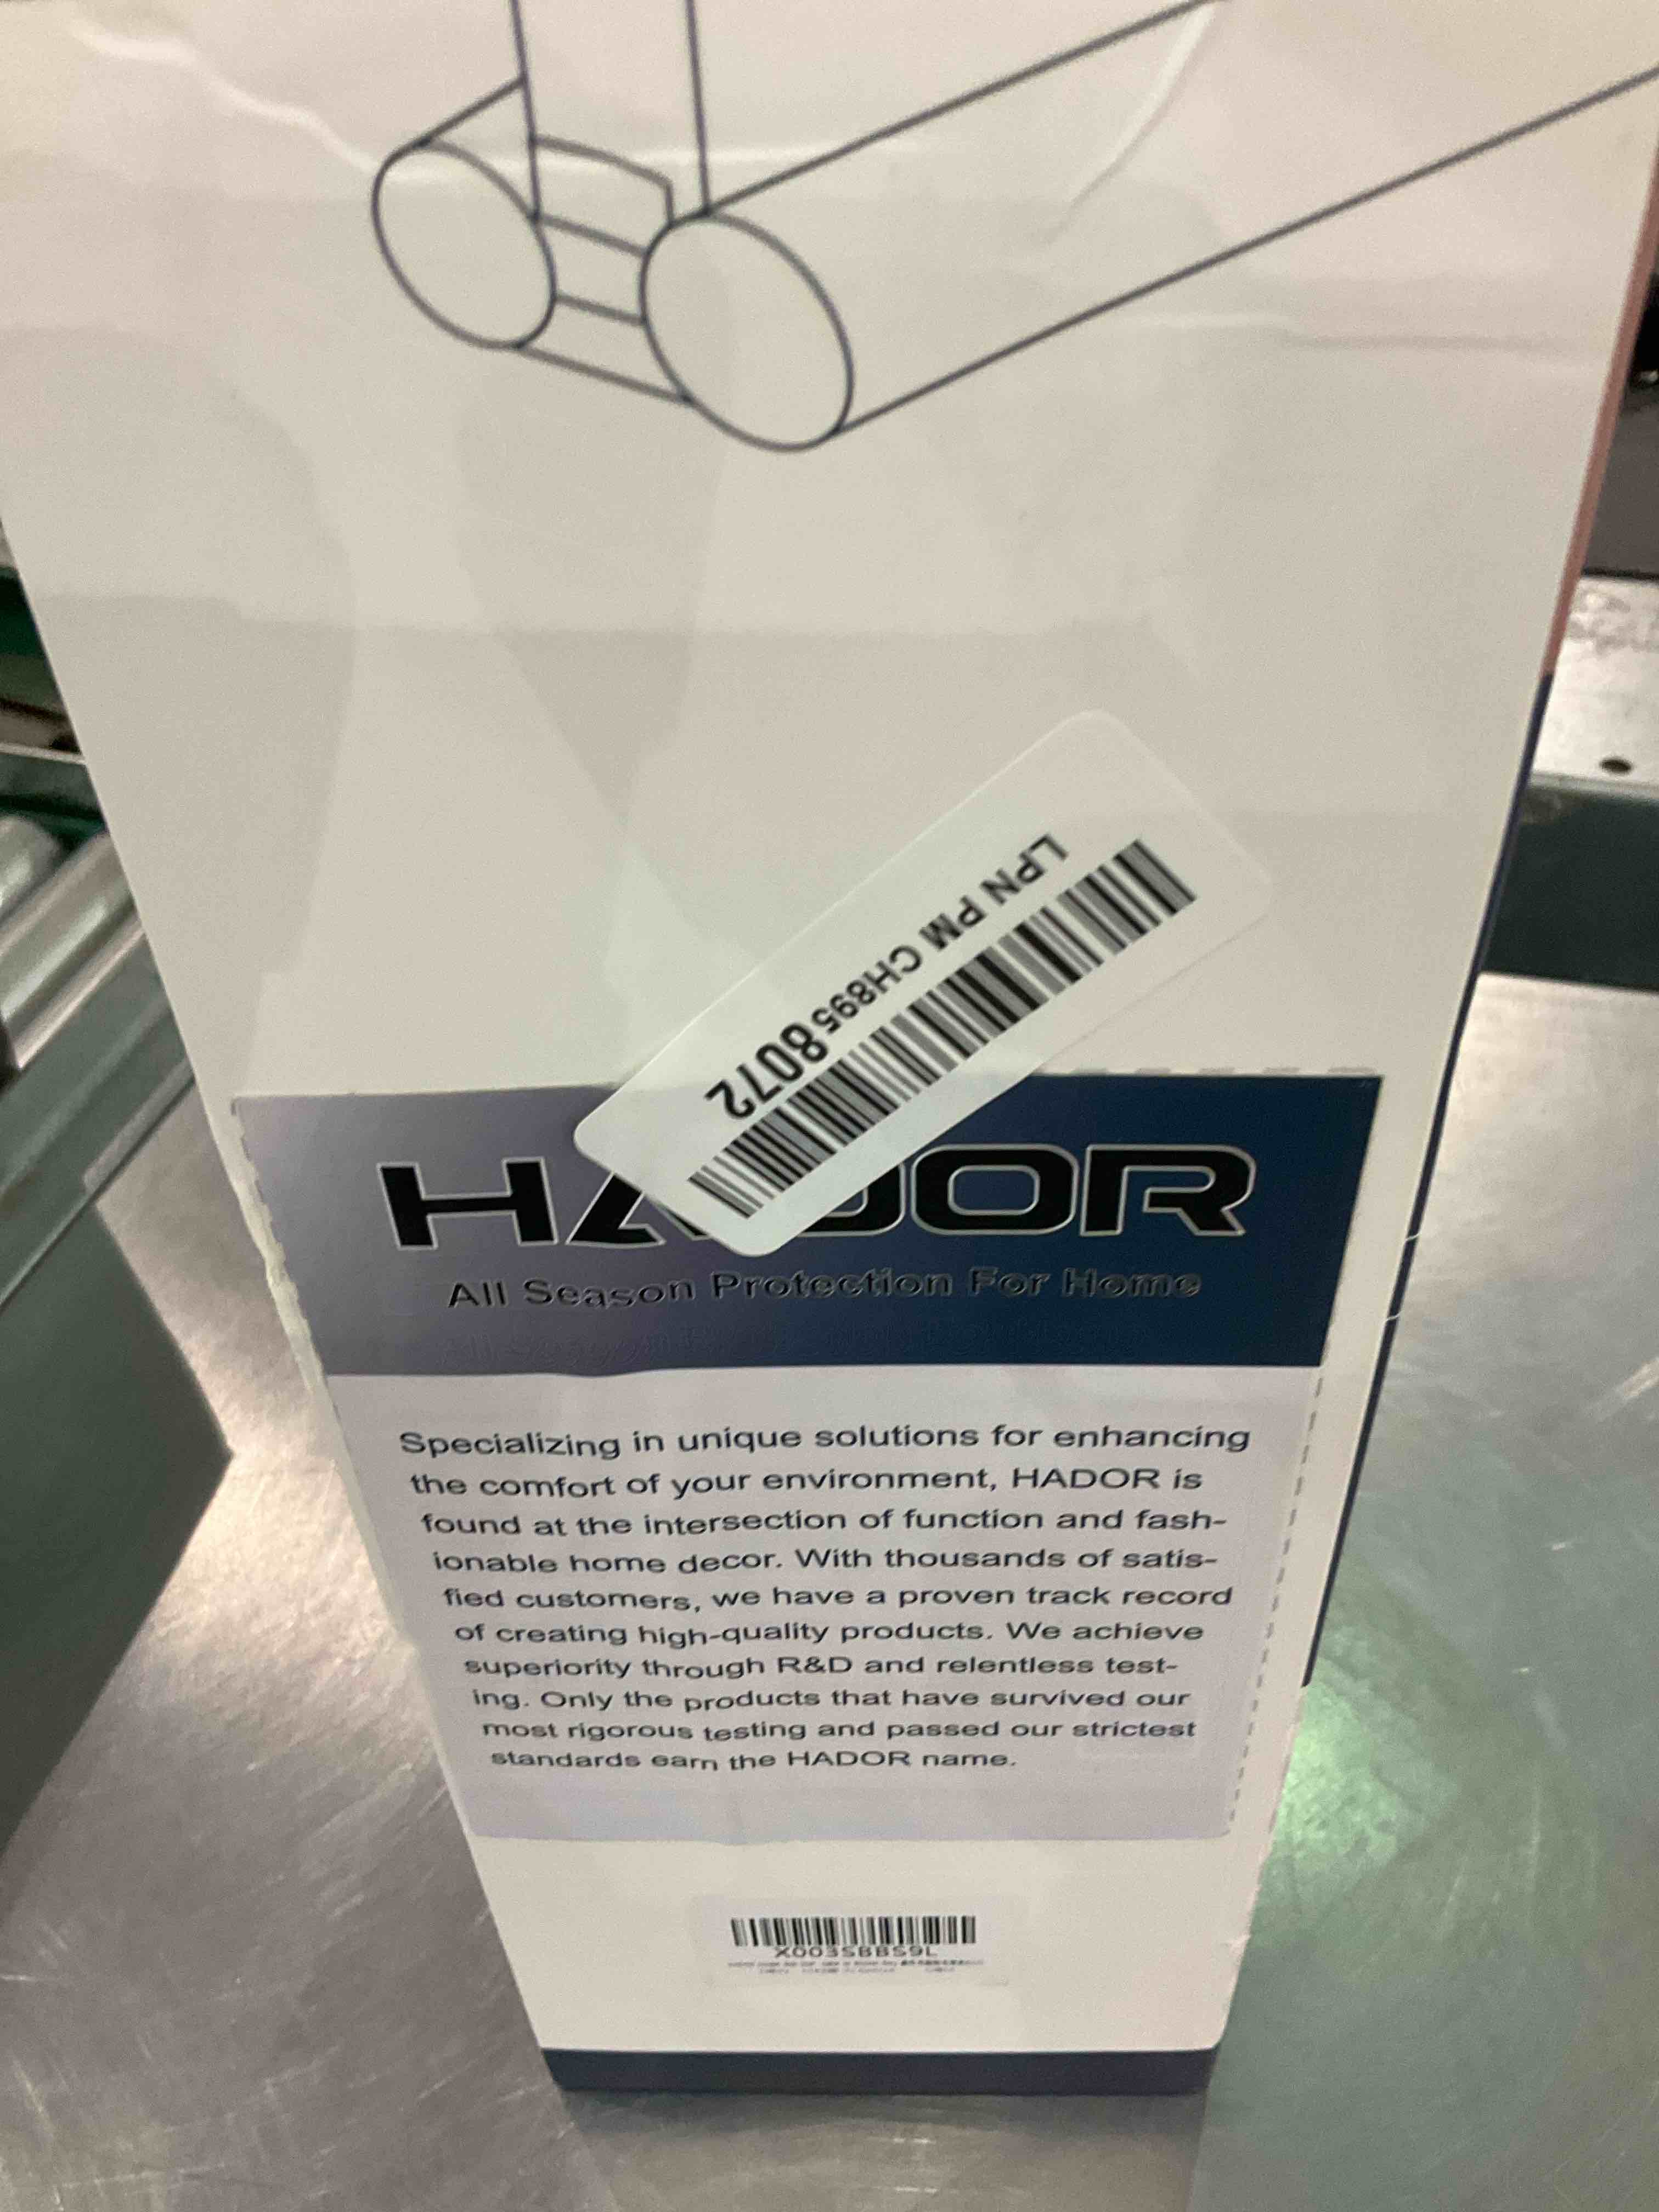 LPN PM CH8958072
HADOR
All Season Protection For Home
Specializing in unique solutions for enhancing
the comfort of your environment, HADOR is
found at the intersection of function and fash-
ionable home decor. With thousands of satis-
fied customers, we have a proven track record
of creating high-quality products. We achieve
superiority through R&D and relentless test-
ing. Only the products that have survived our
most rigorous testing and passed our strictest
standards earn the HADOR name.
X003SBBS9L